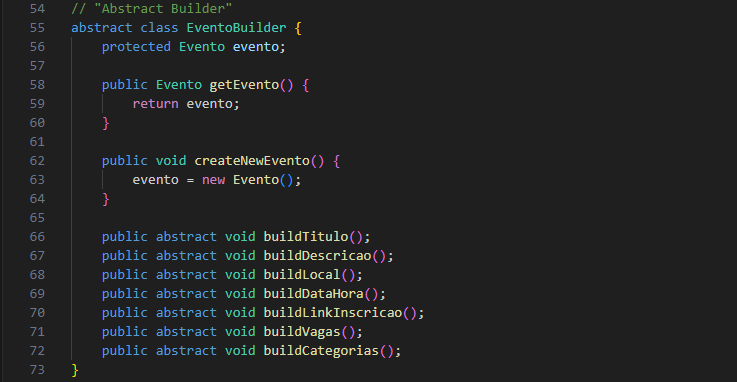 54 // "Abstract Builder"
55 abstract class EventoBuilder {
56     protected Evento evento;
57
58     public Evento getEvento() {
59         return evento;
60     }
61
62     public void createNewEvento() {
63         evento = new Evento();
64     }
65
66     public abstract void buildTitulo();
67     public abstract void buildDescricao();
68     public abstract void buildLocal();
69     public abstract void buildDataHora();
70     public abstract void buildLinkInscricao();
71     public abstract void buildVagas();
72     public abstract void buildCategorias();
73 }